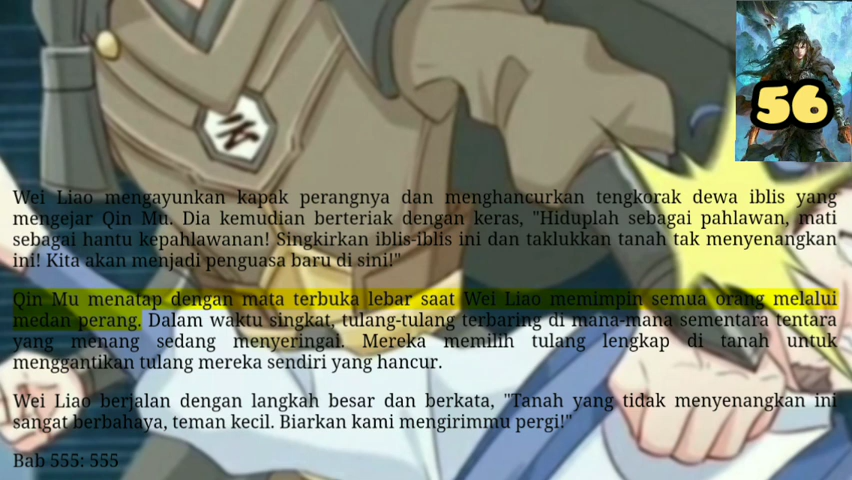 56
Wei Liao mengayunkan kapak perangnya dan menghancurkan tengkorak dewa iblis yang
mengejar Qin Mu. Dia kemudian berteriak dengan keras, "Hiduplah sebagai pahlawan, mati
sebagai hantu kepahlawanan! Singkirkan iblis-iblis ini dan taklukkan tanah tak menyenangkan
ini! Kita akan menjadi penguasa baru di sini!"
Qin Mu menatap dengan mata terbuka lebar saat Wei Liao memimpin semua orang melalui
medan perang. Dalam waktu singkat, tulang-tulang terbaring di mana-mana sementara tentara
yang menang sedang menyeringai. Mereka memilih tulang lengkap di tanah untuk
menggantikan tulang mereka sendiri yang hancur.
Wei Liao berjalan dengan langkah besar dan berkata, "Tanah yang tidak menyenangkan ini
sangat berbahaya, teman kecil. Biarkan kami mengirimmu pergi!"
Bab 555: 555